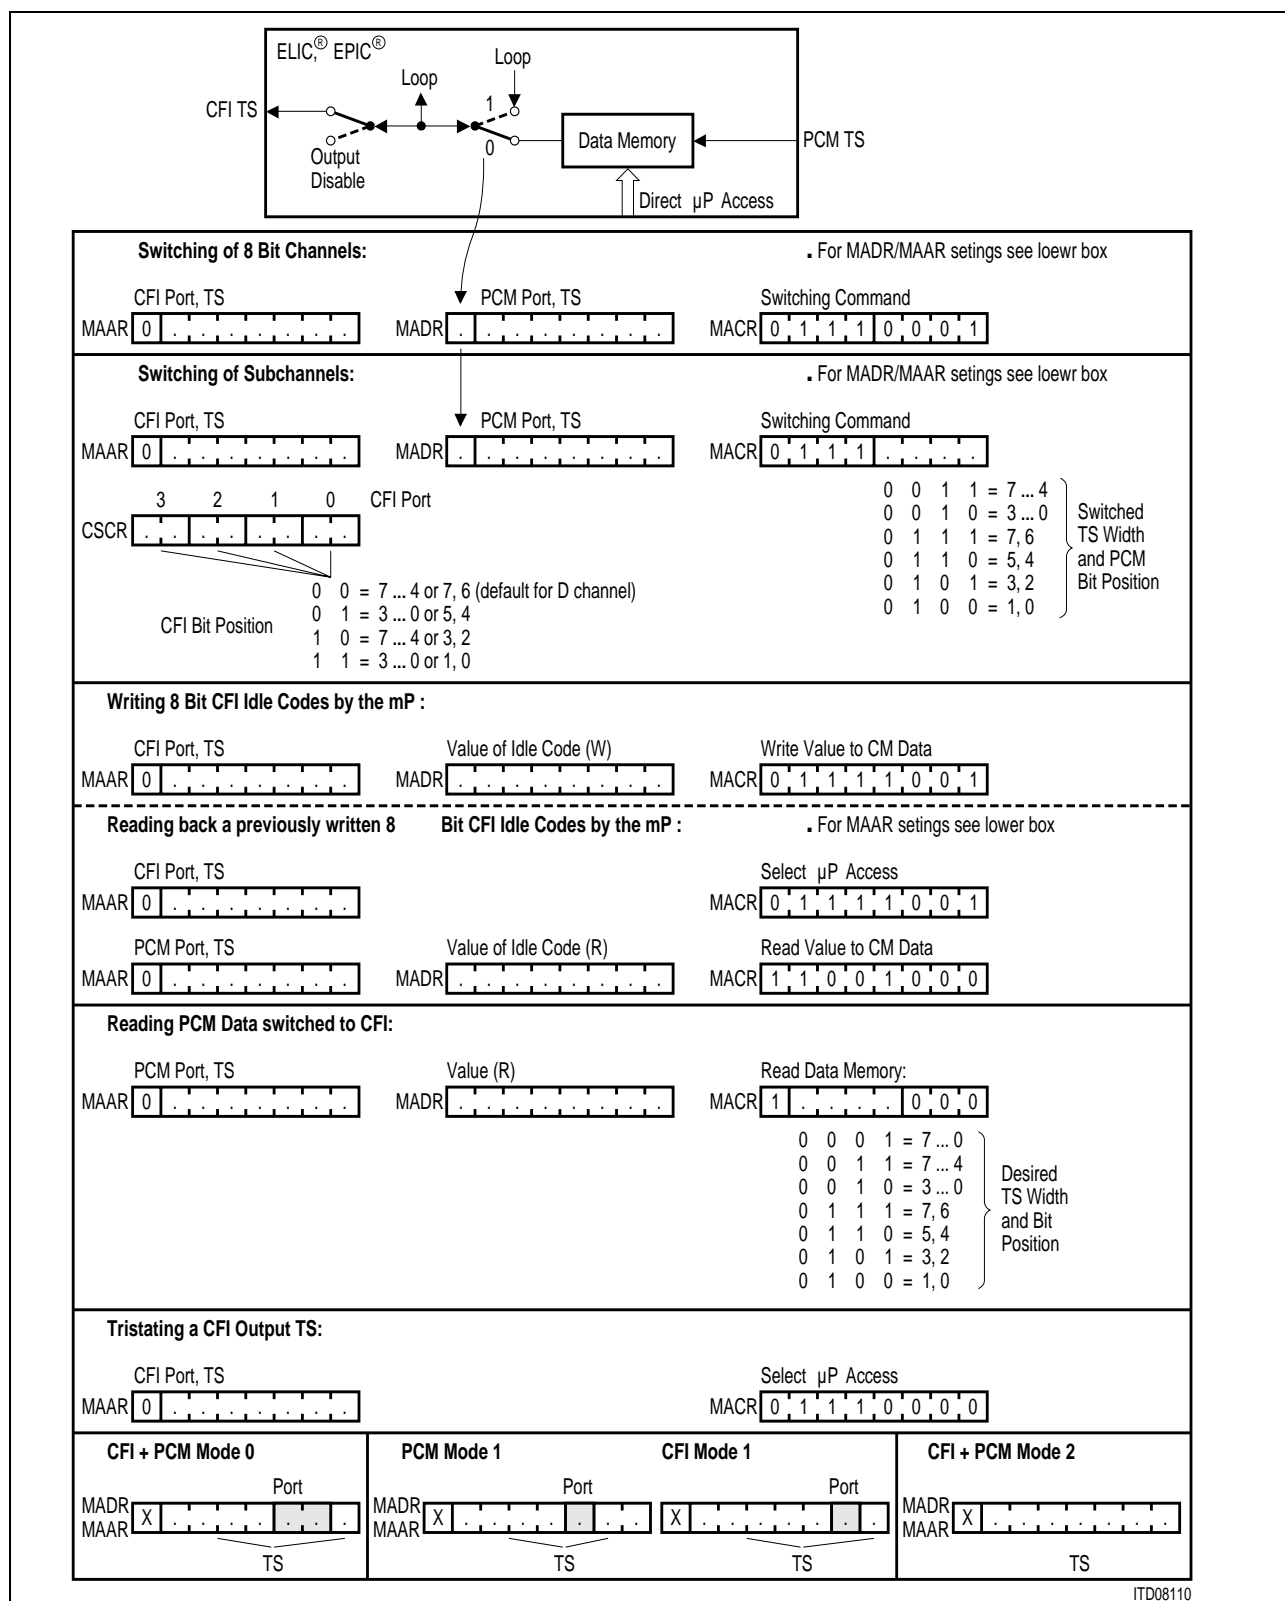 ELIC,® EPIC®
Loop
Loop
CFI TS
1
0
Data Memory
PCM TS
Output
Disable
Direct µP Access
Switching of 8 Bit Channels:
. For MADR/MAAR setings see loewr box
CFI Port, TS
PCM Port, TS
Switching Command
MAAR 0 . . . . . . .
MADR . . . . . . . .
MACR 0 1 1 1 0 0 0 1
Switching of Subchannels:
. For MADR/MAAR setings see loewr box
CFI Port, TS
PCM Port, TS
Switching Command
MAAR 0 . . . . . . .
MADR . . . . . . . .
MACR 0 1 1 1 . . . .
3 2 1 0 CFI Port
CSCR . . . . . . . .
0 0 = 7 ... 4 or 7, 6 (default for D channel)
0 1 = 3 ... 0 or 5, 4
1 0 = 7 ... 4 or 3, 2
1 1 = 3 ... 0 or 1, 0
CFI Bit Position
0 0 1 1 = 7 ... 4
0 0 1 0 = 3 ... 0
0 1 1 1 = 7, 6
0 1 1 0 = 5, 4
0 1 0 1 = 3, 2
0 1 0 0 = 1, 0
Switched
TS Width
and PCM
Bit Position
Writing 8 Bit CFI Idle Codes by the mP :
CFI Port, TS
Value of Idle Code (W)
Write Value to CM Data
MAAR 0 . . . . . . .
MADR . . . . . . . .
MACR 0 1 1 1 1 0 0 1
Reading back a previously written 8 Bit CFI Idle Codes by the mP :
. For MAAR setings see lower box
CFI Port, TS
Select µP Access
MAAR 0 . . . . . . .
MACR 0 1 1 1 1 0 0 1
PCM Port, TS
Value of Idle Code (R)
Read Value to CM Data
MAAR 0 . . . . . . .
MADR . . . . . . . .
MACR 1 1 0 0 1 0 0 0
Reading PCM Data switched to CFI:
PCM Port, TS
Value (R)
Read Data Memory:
MAAR 0 . . . . . . .
MADR . . . . . . . .
MACR 1 . . . . 0 0 0
0 0 0 1 = 7 ... 0
0 0 1 1 = 7 ... 4
0 0 1 0 = 3 ... 0
0 1 1 1 = 7, 6
0 1 1 0 = 5, 4
0 1 0 1 = 3, 2
0 1 0 0 = 1, 0
Desired
TS Width
and Bit
Position
Tristating a CFI Output TS:
CFI Port, TS
Select µP Access
MAAR 0 . . . . . . .
MACR 0 1 1 1 0 0 0 0
CFI + PCM Mode 0
Port
MADR
MAAR X . . . . . . .
TS
PCM Mode 1
Port
MADR
MAAR X . . . . . . .
TS
CFI Mode 1
Port
X . . . . . . .
TS
CFI + PCM Mode 2
MADR
MAAR X . . . . . . .
TS
ITD08110